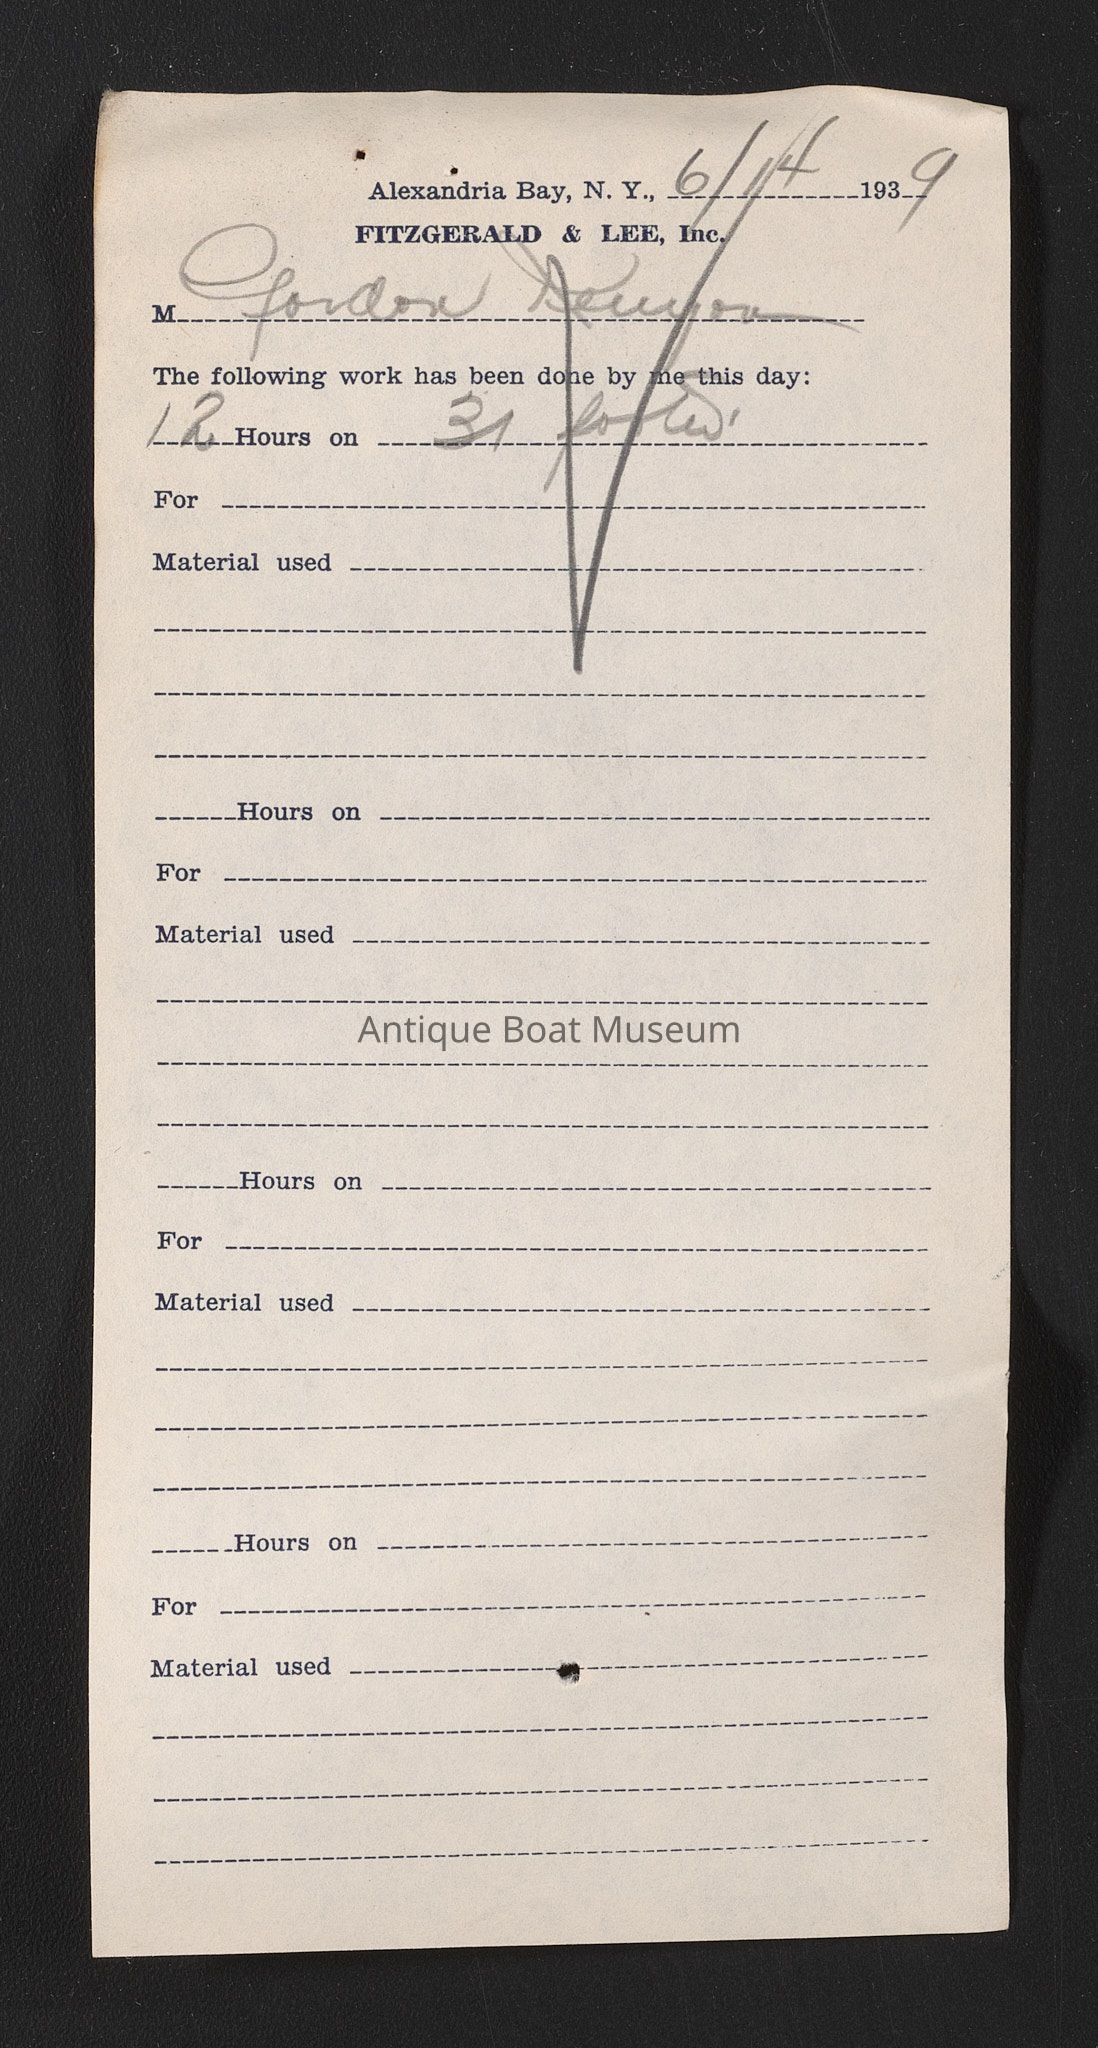 Alexandria Bay, N. Y., 6/14 1939
FITZGERALD & LEE, Inc.
M Gordon Kenyon
The following work has been done by me this day:
12 Hours on 31 footer
For
Material used
Hours on
For
Material used
Antique Boat Museum
Hours on
For
Material used
Hours on
For
Material used